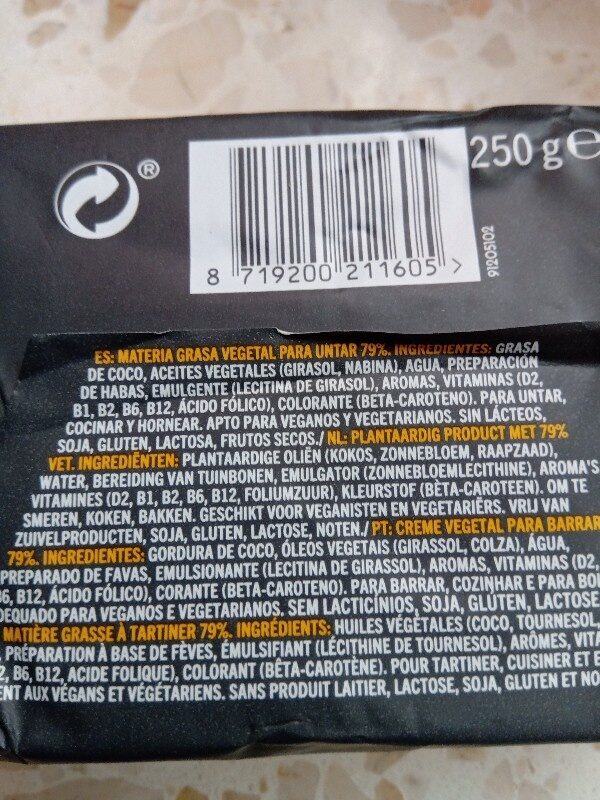 ®
250 g e
8 719200 211605 >
91205102
ES: MATERIA GRASA VEGETAL PARA UNTAR 79%. INGREDIENTES: GRASA
DE COCO, ACEITES VEGETALES (GIRASOL, NABINA), AGUA, PREPARACIÓN
DE HABAS, EMULGENTE (LECITINA DE GIRASOL), AROMAS, VITAMINAS (D2,
B1, B2, B6, B12, ÁCIDO FÓLICO), COLORANTE (BETA-CAROTENO). PARA UNTAR,
COCINAR Y HORNEAR. APTO PARA VEGANOS Y VEGETARIANOS. SIN LÁCTEOS,
SOJA, GLUTEN, LACTOSA, FRUTOS SECOS./ NL: PLANTAARDIG PRODUCT MET 79%
VET. INGREDIËNTEN: PLANTAARDIGE OLIËN (KOKOS, ZONNEBLOEM, RAAPZAAD),
WATER, BEREIDING VAN TUINBONEN, EMULGATOR (ZONNEBLOEMLECITHINE), AROMA'S
VITAMINES (D2, B1, B2, B6, B12, FOLIUMZUUR), KLEURSTOF (BÈTA-CAROTEEN). OM TE
SMEREN, KOKEN, BAKKEN. GESCHIKT VOOR VEGANISTEN EN VEGETARIËRS. VRIJ VAN
ZUIVELPRODUCTEN, SOJA, GLUTEN, LACTOSE, NOTEN./ PT: CREME VEGETAL PARA BARRAR
79%. INGREDIENTES: GORDURA DE COCO, ÓLEOS VEGETAIS (GIRASSOL, COLZA), ÁGUA,
PREPARADO DE FAVAS, EMULSIONANTE (LECITINA DE GIRASSOL), AROMAS, VITAMINAS (D2,
B6, B12, ÁCIDO FÓLICO), CORANTE (BETA-CAROTENO). PARA BARRAR, COZINHAR E PARA BO
DEQUADO PARA VEGANOS E VEGETARIANOS. SEM LACTICÍNIOS, SOJA, GLÚTEN, LACTOSE
MATIÈRE GRASSE À TARTINER 79%. INGRÉDIENTS: HUILES VÉGÉTALES (COCO, TOURNESOL,
PRÉPARATION À BASE DE FÈVES, ÉMULSIFIANT (LÉCITHINE DE TOURNESOL), ARÔMES, VITA
2, B6, B12, ACIDE FOLIQUE), COLORANT (BÊTA-CAROTÈNE). POUR TARTINER, CUISINER ET
ENT AUX VÉGANS ET VÉGÉTARIENS. SANS PRODUIT LAITIER, LACTOSE, SOJA, GLUTEN ET NO